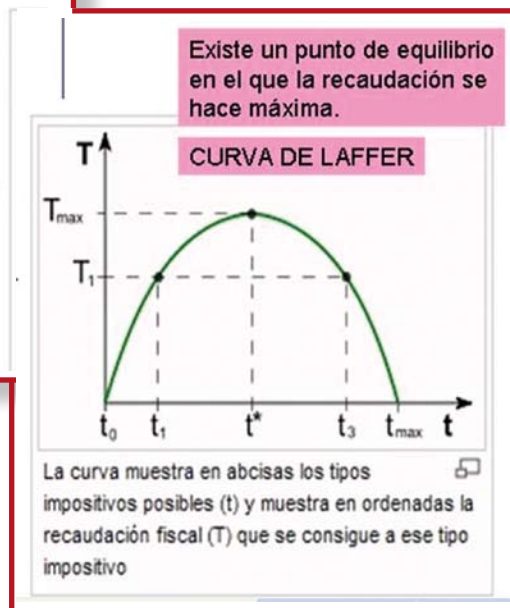 Existe un punto de equilibrio
en el que la recaudación se
hace máxima.
CURVA DE LAFFER
T
Tmax
T1
t0 t1 t* t3 tmax t
La curva muestra en abcisas los tipos
impositivos posibles (t) y muestra en ordenadas la
recaudación fiscal (T) que se consigue a ese tipo
impositivo